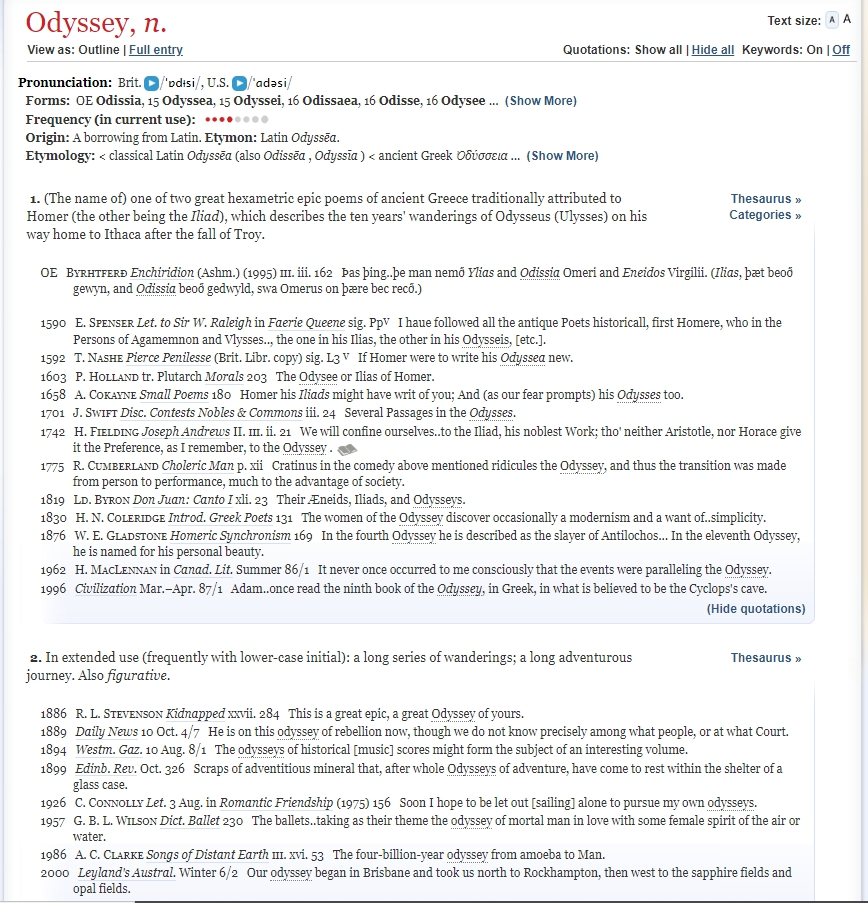 Odyssey, n.
Text size: A A
View as: Outline | Full entry
Quotations: Show all | Hide all Keywords: On | Off
Pronunciation: Brit. /ˈɒdɪsi/, U.S. /ˈɑdəsi/
Forms: OE Odissia, 15 Odyssea, 15 Odyssei, 16 Odissaea, 16 Odisse, 16 Odysee ... (Show More)
Frequency (in current use):
Origin: A borrowing from Latin. Etymon: Latin Odyssēa.
Etymology: < classical Latin Odyssēa (also Odissēa , Odyssīa ) < ancient Greek Ὀδύσσεια ... (Show More)
1. (The name of) one of two great hexametric epic poems of ancient Greece traditionally attributed to
Homer (the other being the Iliad), which describes the ten years' wanderings of Odysseus (Ulysses) on his
way home to Ithaca after the fall of Troy.
Thesaurus »
Categories »
OE BYRHTFERÐ Enchiridion (Ashm.) (1995) III. iii. 162 Þas þing..þe man nemð Ylias and Odissia Omeri and Eneidos Virgilii. (Ilias, þæt beoð
gewyn, and Odissia beoð gedwyld, swa Omerus on þære bec recð.)
1590 E. SPENSER Let. to Sir W. Raleigh in Faerie Queene sig. Ppv I haue followed all the antique Poets historicall, first Homere, who in the
Persons of Agamemnon and Vlysses.., the one in his Ilias, the other in his Odysseis, [etc.].
1592 T. NASHE Pierce Penilesse (Brit. Libr. copy) sig. L3v If Homer were to write his Odyssea new.
1603 P. HOLLAND tr. Plutarch Morals 203 The Odysee or Ilias of Homer.
1658 A. COKAYNE Small Poems 180 Homer his Iliads might have writ of you; And (as our fear prompts) his Odysses too.
1701 J. SWIFT Disc. Contests Nobles & Commons iii. 24 Several Passages in the Odysses.
1742 H. FIELDING Joseph Andrews II. III. ii. 21 We will confine ourselves..to the Iliad, his noblest Work; tho' neither Aristotle, nor Horace give
it the Preference, as I remember, to the Odyssey .
1775 R. CUMBERLAND Choleric Man p. xii Cratinus in the comedy above mentioned ridicules the Odyssey, and thus the transition was made
from person to performance, much to the advantage of society.
1819 LD. BYRON Don Juan: Canto I xli. 23 Their Æneids, Iliads, and Odysseys.
1830 H. N. COLERIDGE Introd. Greek Poets 131 The women of the Odyssey discover occasionally a modernism and a want of..simplicity.
1876 W. E. GLADSTONE Homeric Synchronism 169 In the fourth Odyssey he is described as the slayer of Antilochos... In the eleventh Odyssey,
he is named for his personal beauty.
1962 H. MACLENNAN in Canad. Lit. Summer 86/1 It never once occurred to me consciously that the events were paralleling the Odyssey.
1996 Civilization Mar.–Apr. 87/1 Adam..once read the ninth book of the Odyssey, in Greek, in what is believed to be the Cyclops's cave.
(Hide quotations)
2. In extended use (frequently with lower-case initial): a long series of wanderings; a long adventurous
journey. Also figurative.
Thesaurus »
1886 R. L. STEVENSON Kidnapped xxvii. 284 This is a great epic, a great Odyssey of yours.
1889 Daily News 10 Oct. 4/7 He is on this odyssey of rebellion now, though we do not know precisely among what people, or at what Court.
1894 Westm. Gaz. 10 Aug. 8/1 The odysseys of historical [music] scores might form the subject of an interesting volume.
1899 Edinb. Rev. Oct. 326 Scraps of adventitious mineral that, after whole Odysseys of adventure, have come to rest within the shelter of a
glass case.
1926 C. CONNOLLY Let. 3 Aug. in Romantic Friendship (1975) 156 Soon I hope to be let out [sailing] alone to pursue my own odysseys.
1957 G. B. L. WILSON Dict. Ballet 230 The ballets..taking as their theme the odyssey of mortal man in love with some female spirit of the air or
water.
1986 A. C. CLARKE Songs of Distant Earth III. xvi. 53 The four-billion-year odyssey from amoeba to Man.
2000 Leyland's Austral. Winter 6/2 Our odyssey began in Brisbane and took us north to Rockhampton, then west to the sapphire fields and
opal fields.